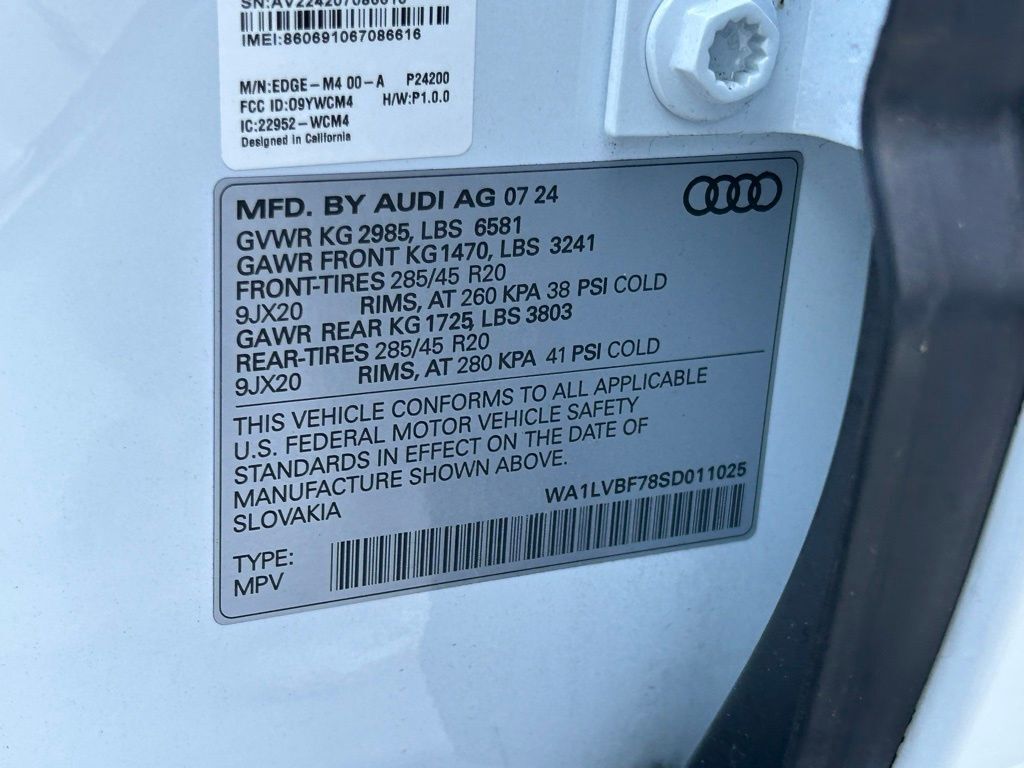 IMEI:860691067086616
M/N:EDGE-M4 00-A P24200
FCC ID:O9YWCM4 H/W:P1.0.0
IC:22952-WCM4
Designed in California
MFD. BY AUDI AG 07 24
GVWR KG 2985, LBS 6581
GAWR FRONT KG 1470, LBS 3241
FRONT-TIRES 285/45 R20
9JX20 RIMS, AT 260 KPA 38 PSI COLD
GAWR REAR KG 1725, LBS 3803
REAR-TIRES 285/45 R20
9JX20 RIMS, AT 280 KPA 41 PSI COLD
THIS VEHICLE CONFORMS TO ALL APPLICABLE
U.S. FEDERAL MOTOR VEHICLE SAFETY
STANDARDS IN EFFECT ON THE DATE OF
MANUFACTURE SHOWN ABOVE.
WA1LVBF78SD011025
SLOVAKIA
TYPE:
MPV